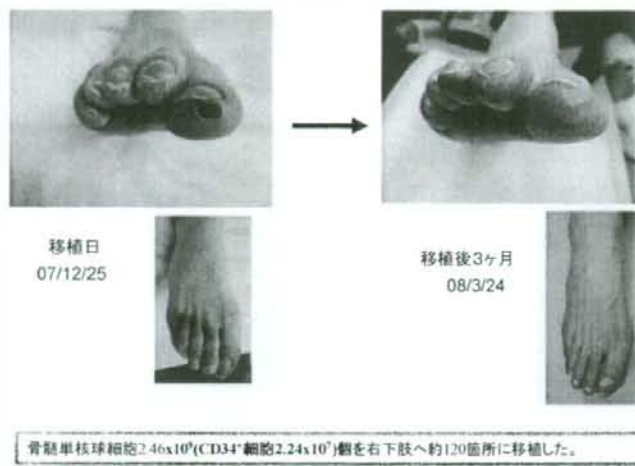 移植日
07/12/25
移植後3ヶ月
08/3/24
骨髄単核球細胞2.46x10⁹(CD34⁺細胞2.24x10⁷)個を右下肢へ約120箇所に移植した。